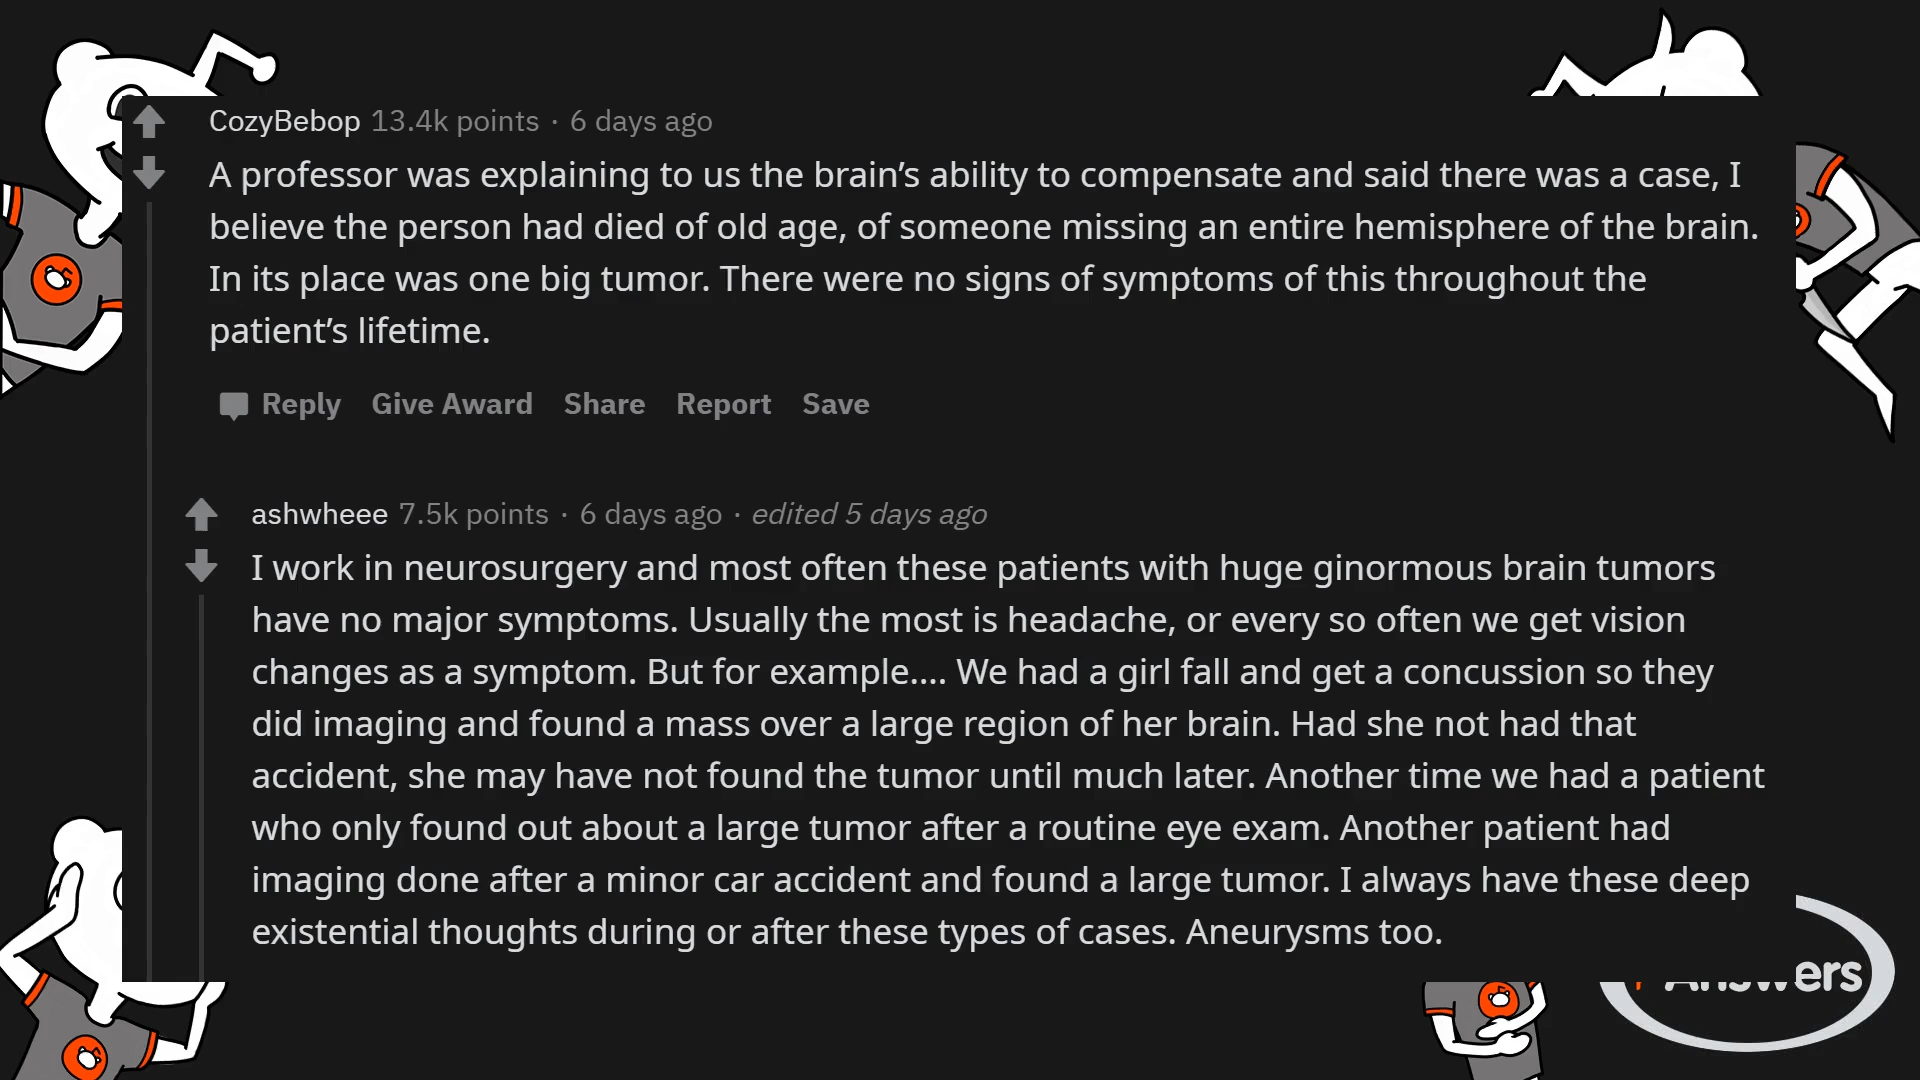 CozyBebop 13.4k points · 6 days ago
A professor was explaining to us the brain’s ability to compensate and said there was a case, I
believe the person had died of old age, of someone missing an entire hemisphere of the brain.
In its place was one big tumor. There were no signs of symptoms of this throughout the
patient’s lifetime.
Reply Give Award Share Report Save
ashwheee 7.5k points · 6 days ago · edited 5 days ago
I work in neurosurgery and most often these patients with huge ginormous brain tumors
have no major symptoms. Usually the most is headache, or every so often we get vision
changes as a symptom. But for example.... We had a girl fall and get a concussion so they
did imaging and found a mass over a large region of her brain. Had she not had that
accident, she may have not found the tumor until much later. Another time we had a patient
who only found out about a large tumor after a routine eye exam. Another patient had
imaging done after a minor car accident and found a large tumor. I always have these deep
existential thoughts during or after these types of cases. Aneurysms too.
Answers